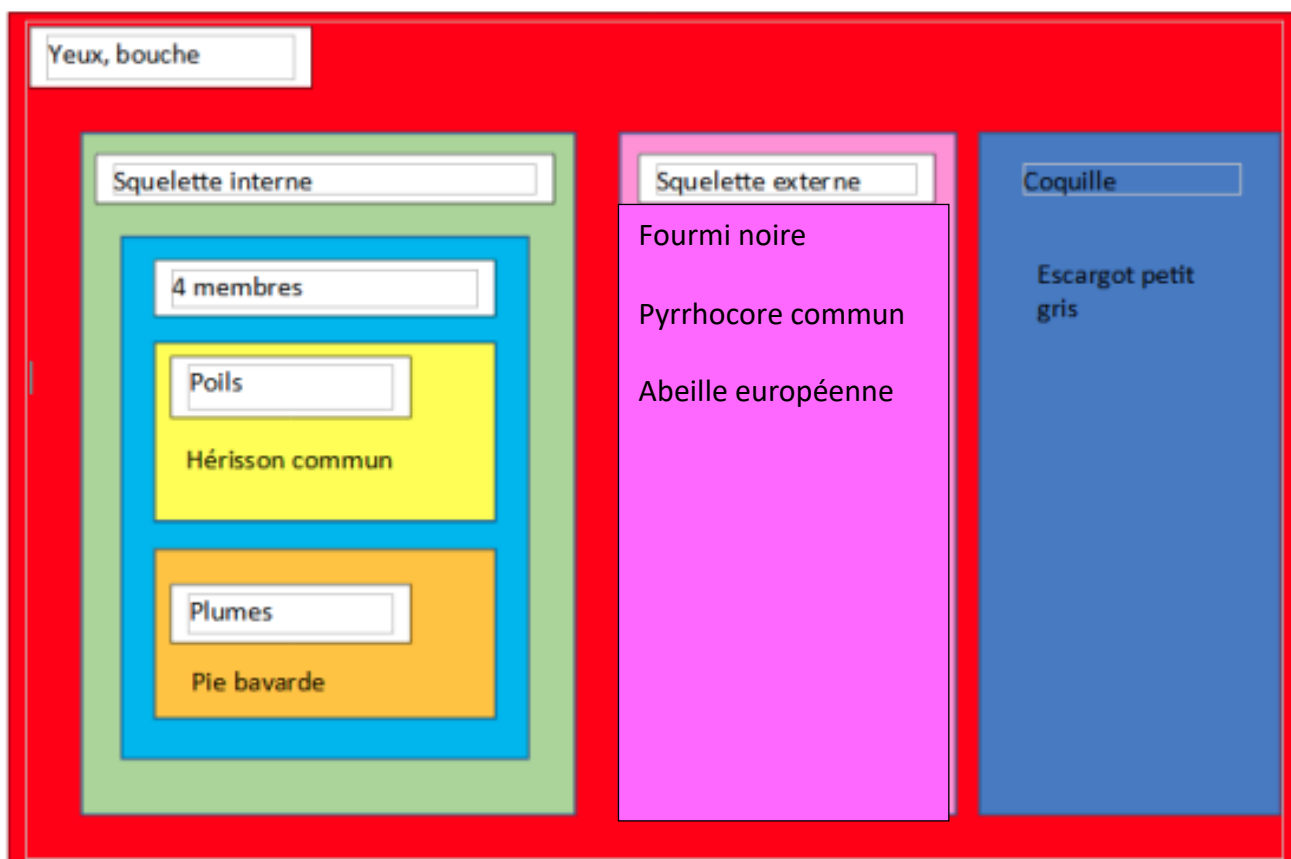 Yeux, bouche
Squelette interne
4 membres
Poils
Hérisson commun
Plumes
Pie bavarde
Squelette externe
Fourmi noire
Pyrrhocore commun
Abeille européenne
Coquille
Escargot petit
gris